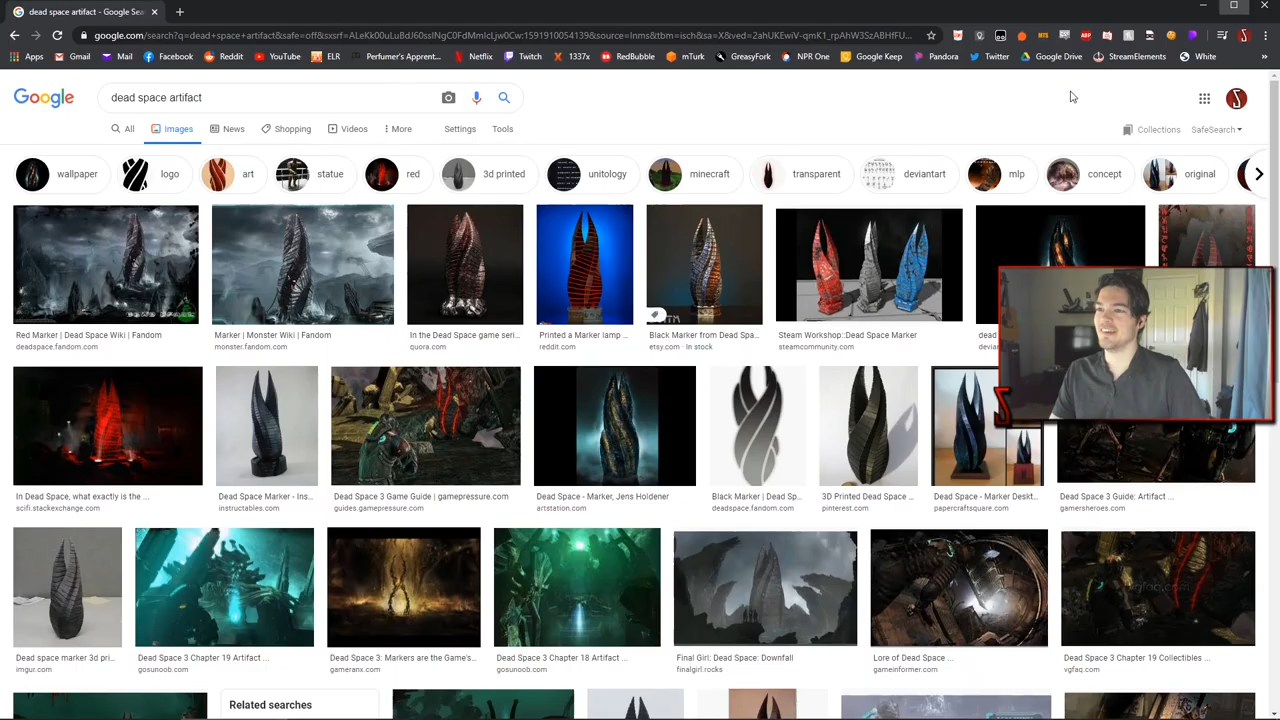 dead space artifact - Google Sea
google.com/search?q=dead+space+artifact&safe=off&sxsrf=ALeKk00uLuBdJ60ssINgC0FdMmIcLjw0Cw:1591910054139&source=lnms&tbm=isch&sa=X&ved=2ahUKEwiV-qmK1_rpAhW3SzABHfFU...
Apps Gmail Mail Facebook Reddit YouTube ELR Perfumer's Apprent... Netflix Twitch 1337x RedBubble mTurk GreasyFork NPR One Google Keep Pandora Twitter Google Drive StreamElements White
Google dead space artifact
All Images News Shopping Videos More Settings Tools Collections SafeSearch
wallpaper logo art statue red 3d printed unitology minecraft transparent deviantart mlp concept original
Red Marker | Dead Space Wiki | Fandom
deadspace.fandom.com
Marker | Monster Wiki | Fandom
monster.fandom.com
In the Dead Space game seri...
quora.com
Printed a Marker lamp ...
reddit.com
Black Marker from Dead Spa...
etsy.com · In stock
Steam Workshop::Dead Space Marker
steamcommunity.com
dead
devia
In Dead Space, what exactly is the ...
scifi.stackexchange.com
Dead Space Marker - Ins...
instructables.com
Dead Space 3 Game Guide | gamepressure.com
guides.gamepressure.com
Dead Space - Marker, Jens Holdener
artstation.com
Black Marker | Dead Sp...
deadspace.fandom.com
3D Printed Dead Space ...
pinterest.com
Dead Space - Marker Deskt...
papercraftsquare.com
Dead Space 3 Guide: Artifact ...
gamersheroes.com
Dead space marker 3d pri...
imgur.com
Dead Space 3 Chapter 19 Artifact ...
gosunoob.com
Dead Space 3: Markers are the Game's...
gameranx.com
Dead Space 3 Chapter 18 Artifact ...
gosunoob.com
Final Girl: Dead Space: Downfall
finalgirl.rocks
Lore of Dead Space ...
gameinformer.com
Dead Space 3 Chapter 19 Collectibles ...
vgfaq.com
Related searches